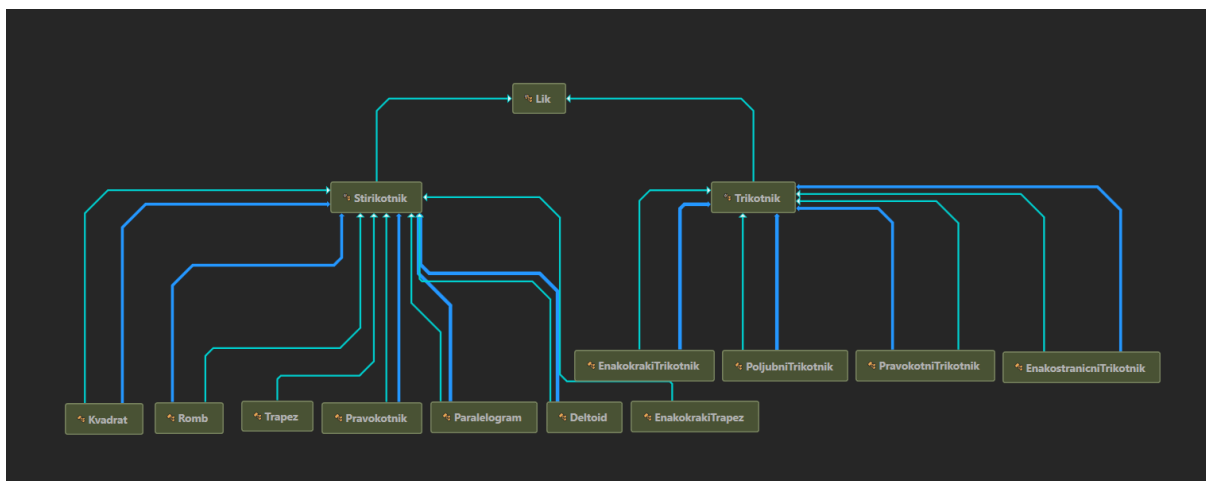 Lik
Stirikotnik
Trikotnik
EnakokrakiTrikotnik
PoljubniTrikotnik
PravokotniTrikotnik
EnakostranicniTrikotnik
Kvadrat
Romb
Trapez
Pravokotnik
Paralelogram
Deltoid
EnakokrakiTrapez